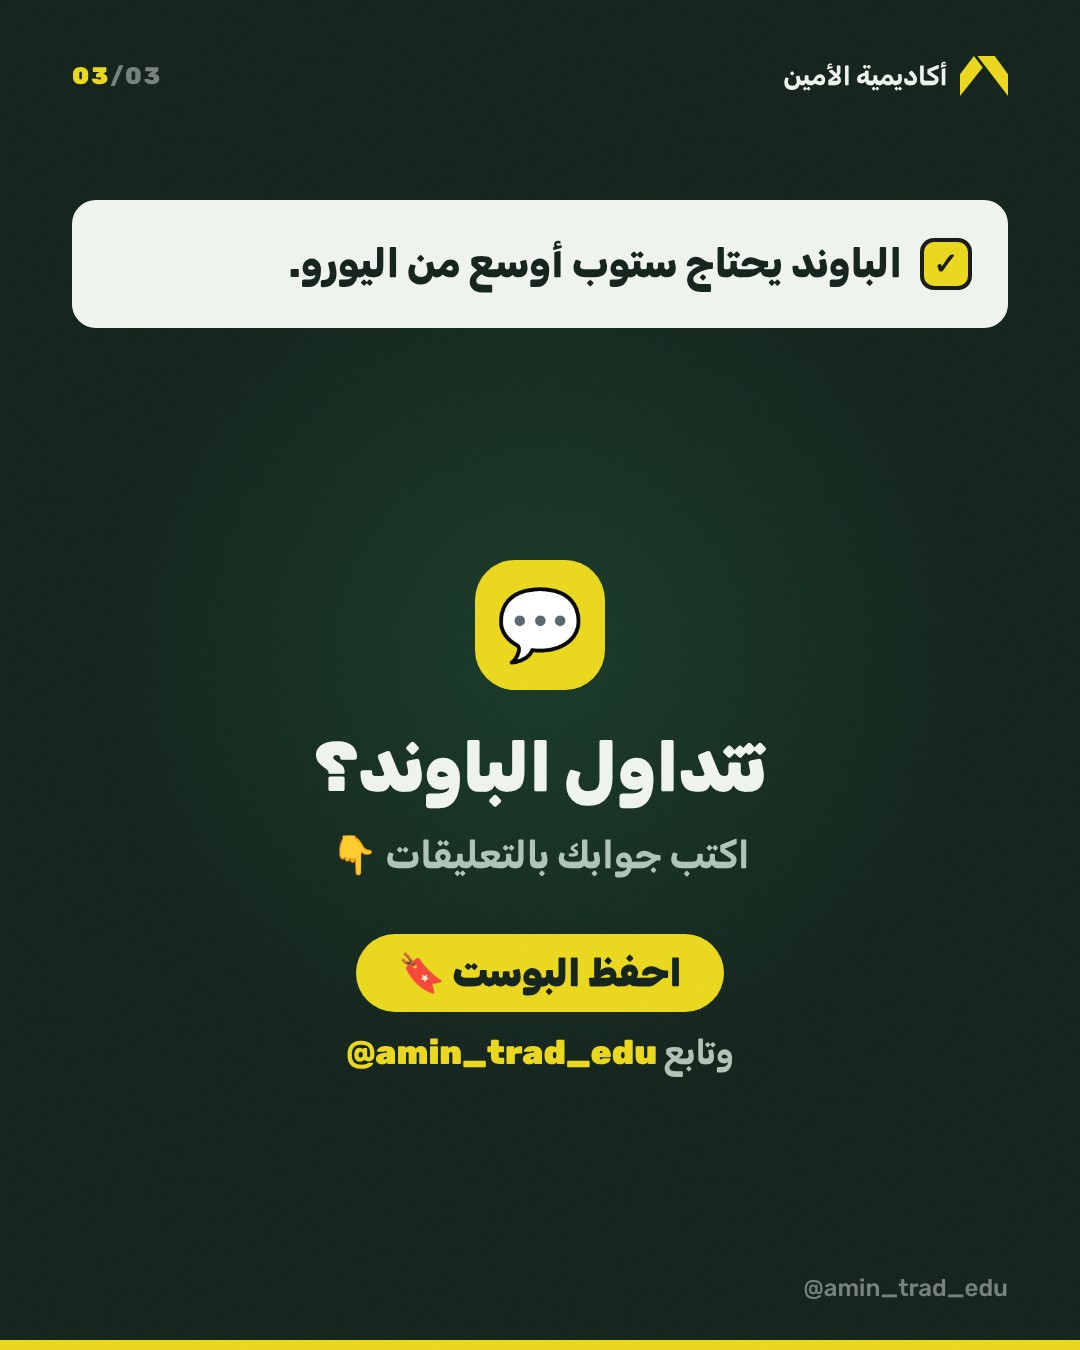 أكاديمية الأمين
03/03
✓ الباوند يحتاج ستوب أوسع من اليورو.
تتداول الباوند؟
اكتب جوابك بالتعليقات 👇
احفظ البوست 🔖
وتابع @amin_trad_edu
@amin_trad_edu